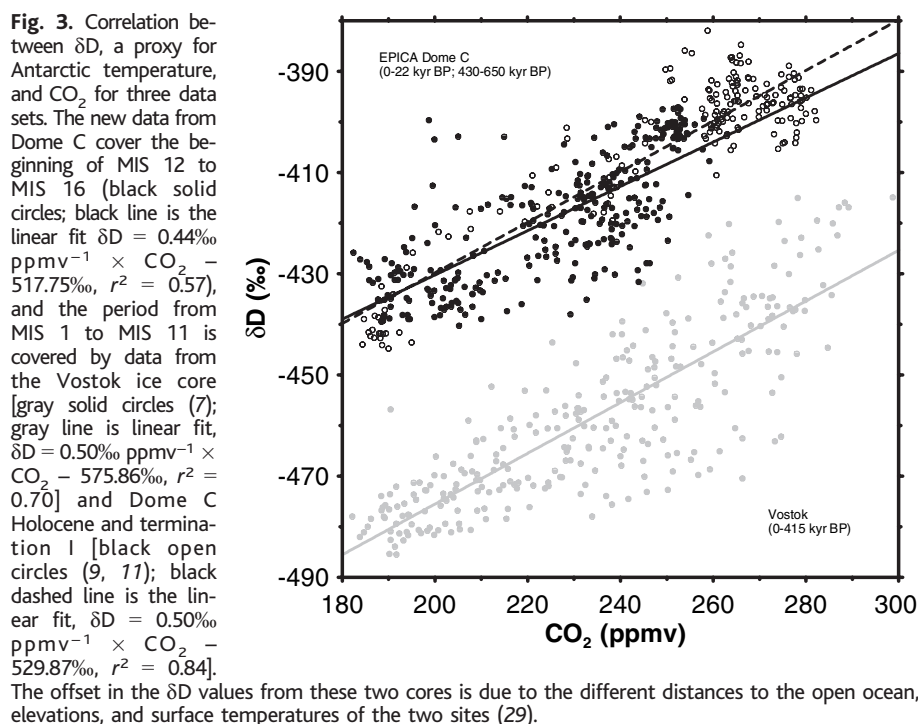 Fig. 3. Correlation be-
tween δD, a proxy for
Antarctic temperature,
and CO₂ for three data
sets. The new data from
Dome C cover the be-
ginning of MIS 12 to
MIS 16 (black solid
circles; black line is the
linear fit δD = 0.44‰
ppmv⁻¹ × CO₂ –
517.75‰, r² = 0.57),
and the period from
MIS 1 to MIS 11 is
covered by data from
the Vostok ice core
[gray solid circles (7);
gray line is linear fit,
δD = 0.50‰ ppmv⁻¹ ×
CO₂ – 575.86‰, r² =
0.70] and Dome C
Holocene and termina-
tion I [black open
circles (9, 11); black
dashed line is the lin-
ear fit, δD = 0.50‰
ppmv⁻¹ × CO₂ –
529.87‰, r² = 0.84].
The offset in the δD values from these two cores is due to the different distances to the open ocean,
elevations, and surface temperatures of the two sites (29).
EPICA Dome C
(0-22 kyr BP; 430-650 kyr BP)
δD (‰)
-390
-410
-430
-450
-470
-490
Vostok
(0-415 kyr BP)
180 200 220 240 260 280 300
CO₂ (ppmv)